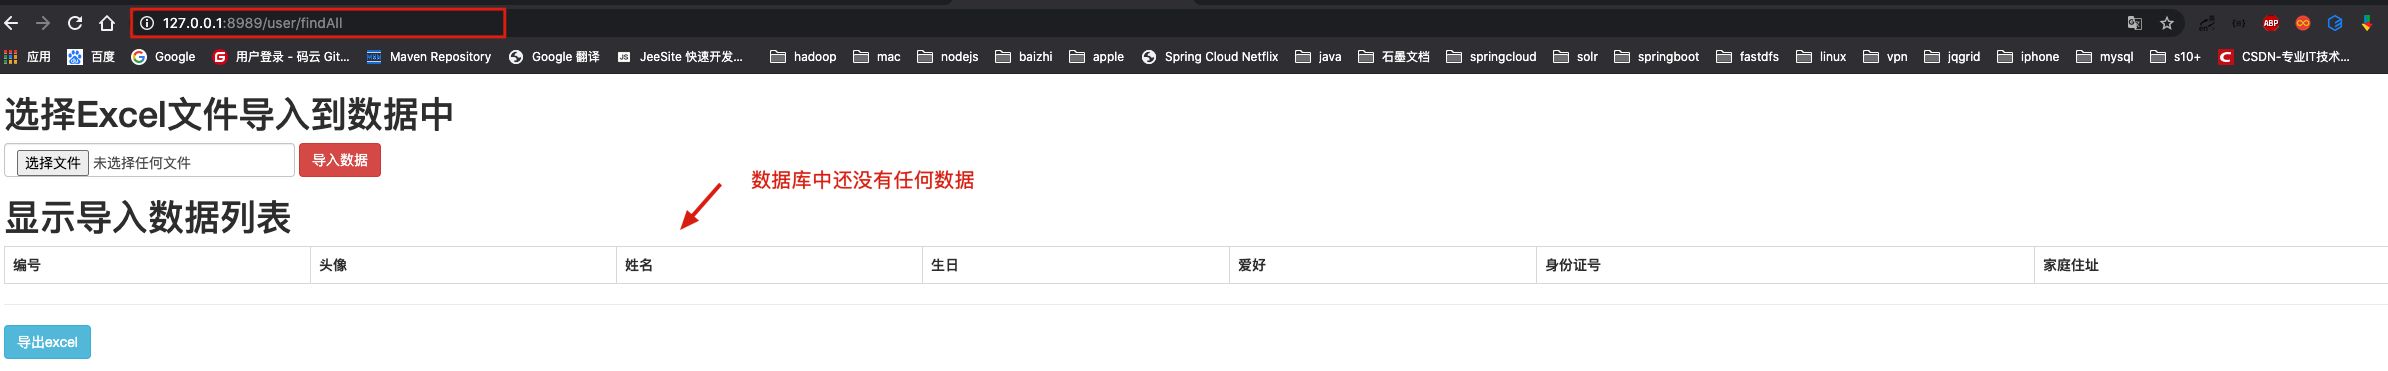 127.0.0.1:8989/user/findAll
应用 百度 Google 用户登录 - 码云 Git... Maven Repository Google 翻译 JeeSite 快速开发... hadoop mac nodejs baizhi apple Spring Cloud Netflix java 石墨文档 springcloud solr springboot fastdfs linux vpn jqgrid iphone mysql s10+ CSDN-专业IT技术...
选择Excel文件导入到数据中
选择文件 未选择任何文件 导入数据
数据库中还没有任何数据
显示导入数据列表
编号 头像 姓名 生日 爱好 身份证号 家庭住址
导出excel